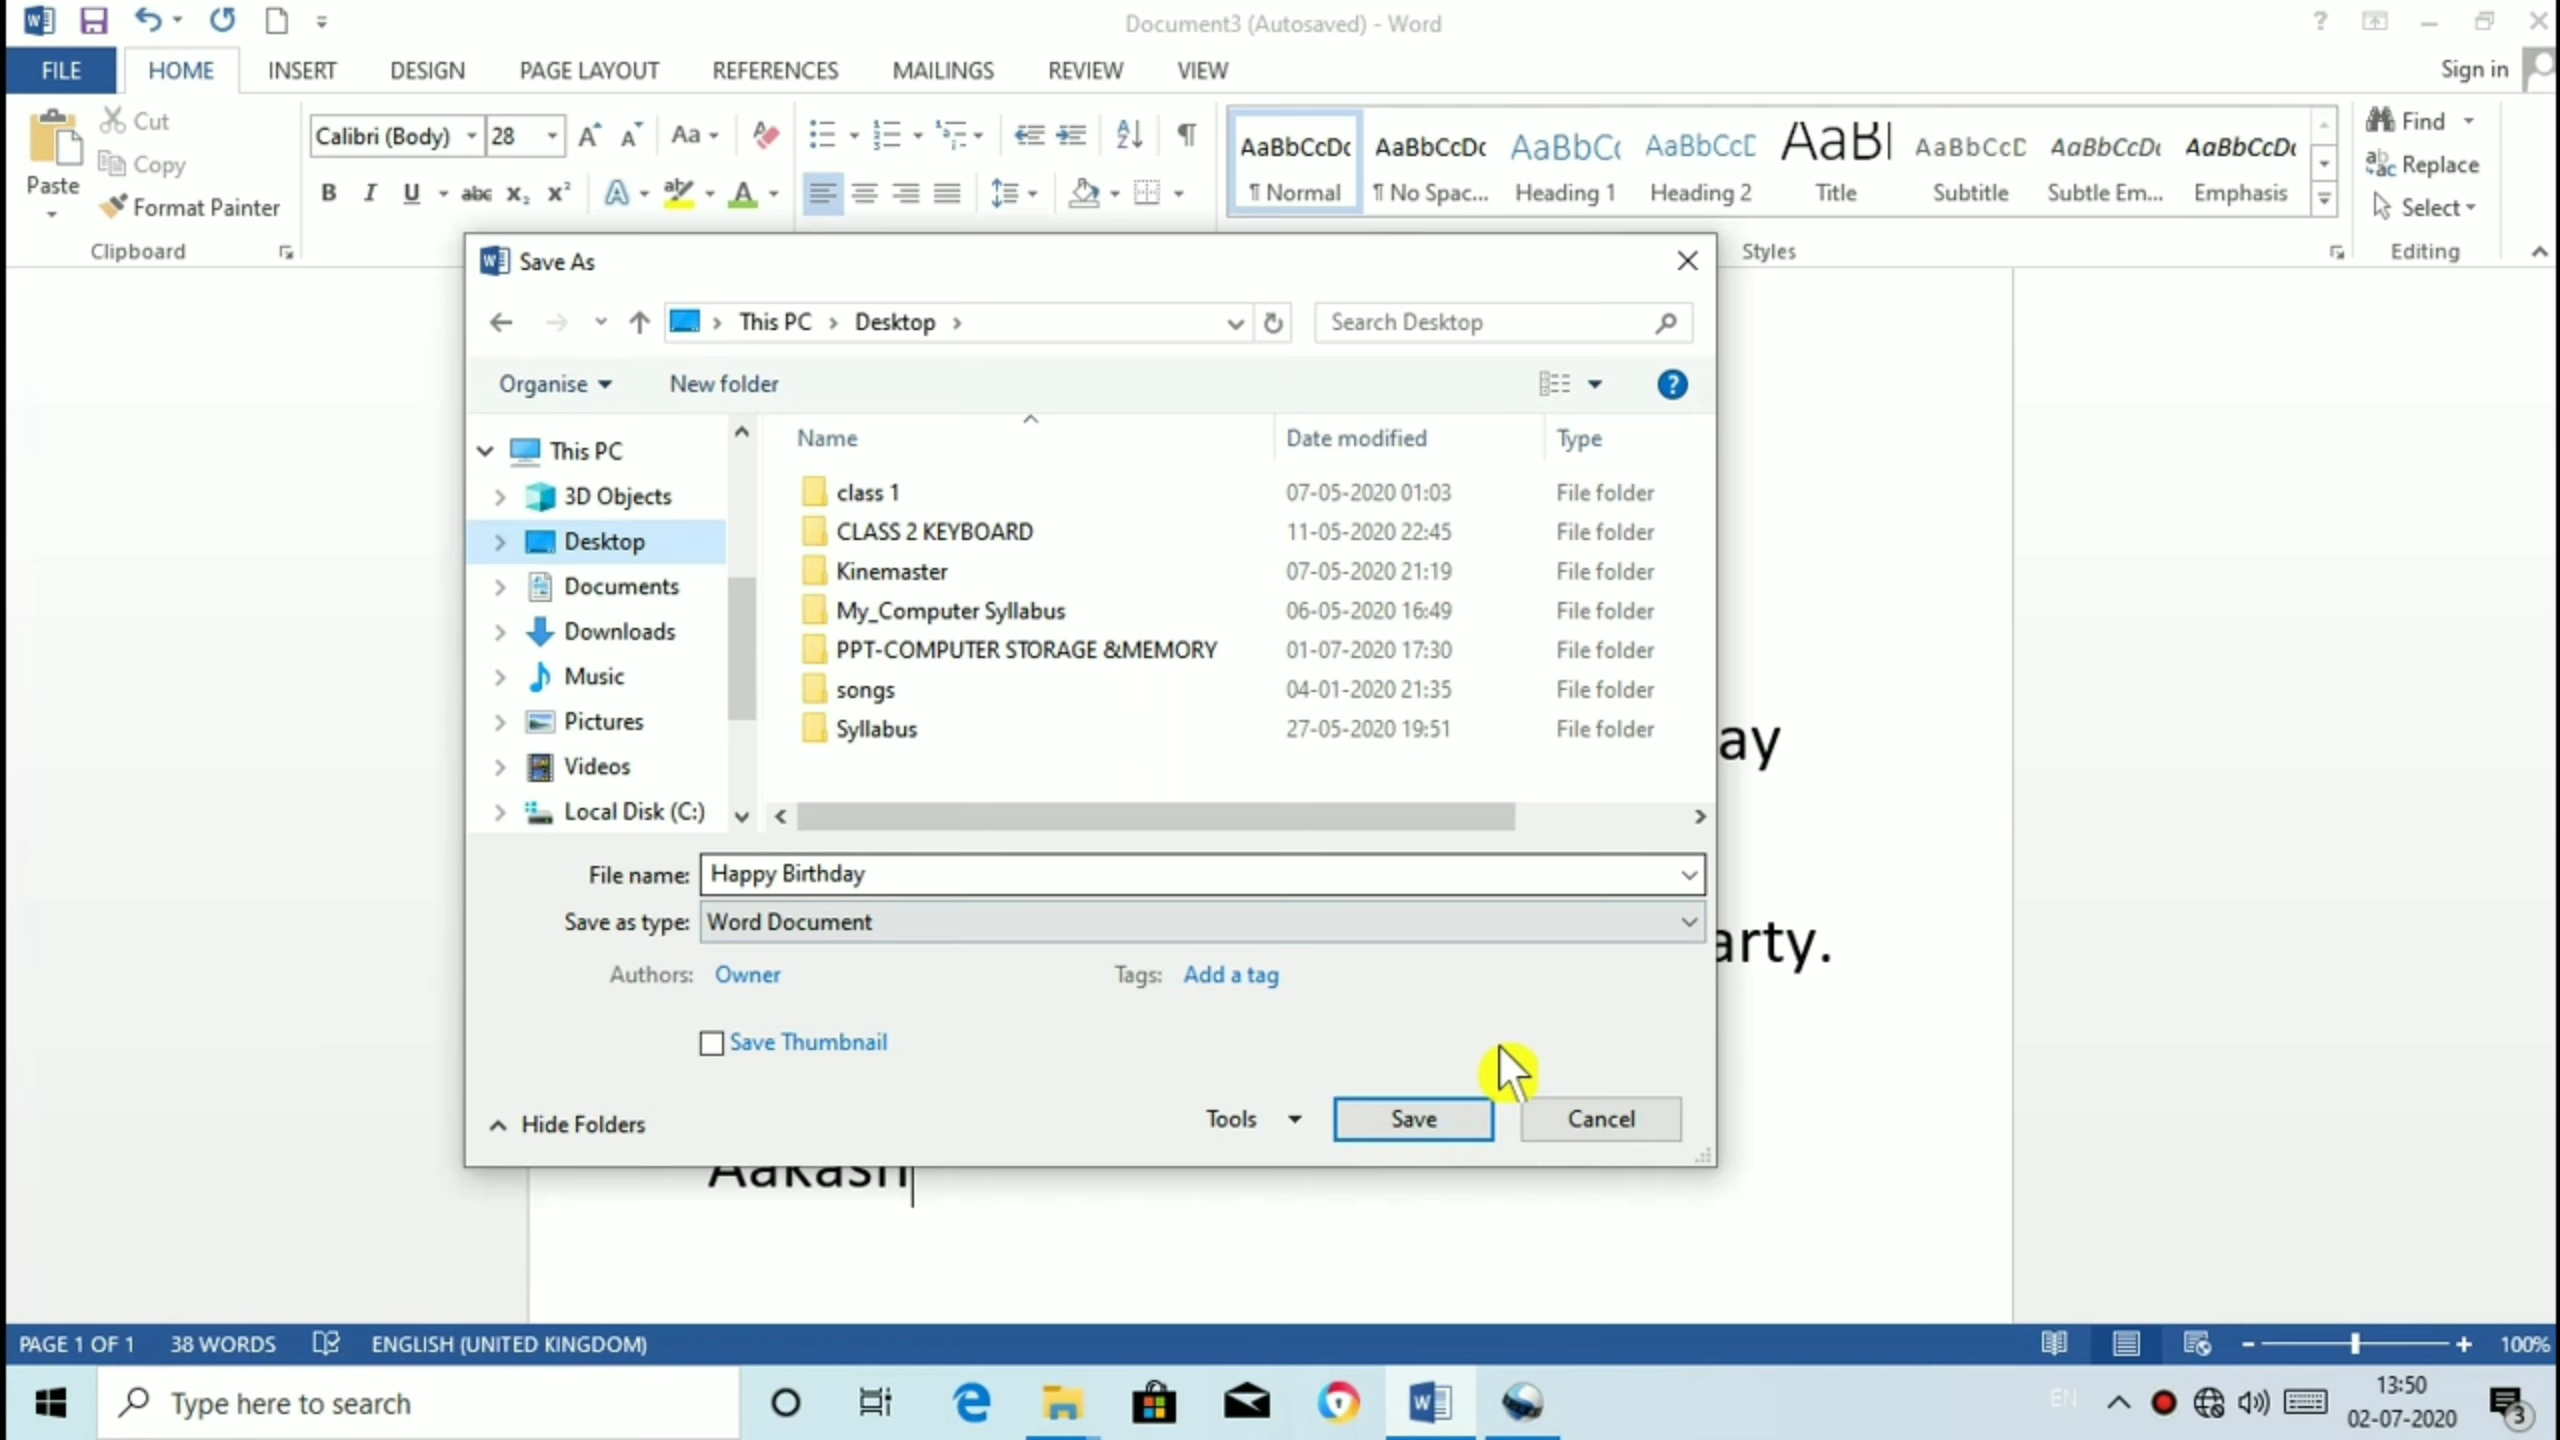 Document3 (Autosaved) - Word
FILE HOME INSERT DESIGN PAGE LAYOUT REFERENCES MAILINGS REVIEW VIEW Sign in
Paste
Cut
Copy
Format Painter
Clipboard
Calibri (Body) 28
AaBbCcDc ¶ Normal
AaBbCcDc ¶ No Spac...
AaBbCc Heading 1
AaBbCcD Heading 2
AaBl Title
AaBbCcD Subtitle
AaBbCcDc Subtle Em...
AaBbCcDc Emphasis
Styles
Find
Replace
Select
Editing
Save As
This PC > Desktop >
Search Desktop
Organise New folder
This PC
3D Objects
Desktop
Documents
Downloads
Music
Pictures
Videos
Local Disk (C:)
Name Date modified Type
class 1 07-05-2020 01:03 File folder
CLASS 2 KEYBOARD 11-05-2020 22:45 File folder
Kinemaster 07-05-2020 21:19 File folder
My_Computer Syllabus 06-05-2020 16:49 File folder
PPT-COMPUTER STORAGE &MEMORY 01-07-2020 17:30 File folder
songs 04-01-2020 21:35 File folder
Syllabus 27-05-2020 19:51 File folder
File name: Happy Birthday
Save as type: Word Document
Authors: Owner Tags: Add a tag
Save Thumbnail
Hide Folders Tools Save Cancel
ay
arty.
Aakash
PAGE 1 OF 1 38 WORDS ENGLISH (UNITED KINGDOM) 100%
Type here to search
EN
13:50
02-07-2020
3